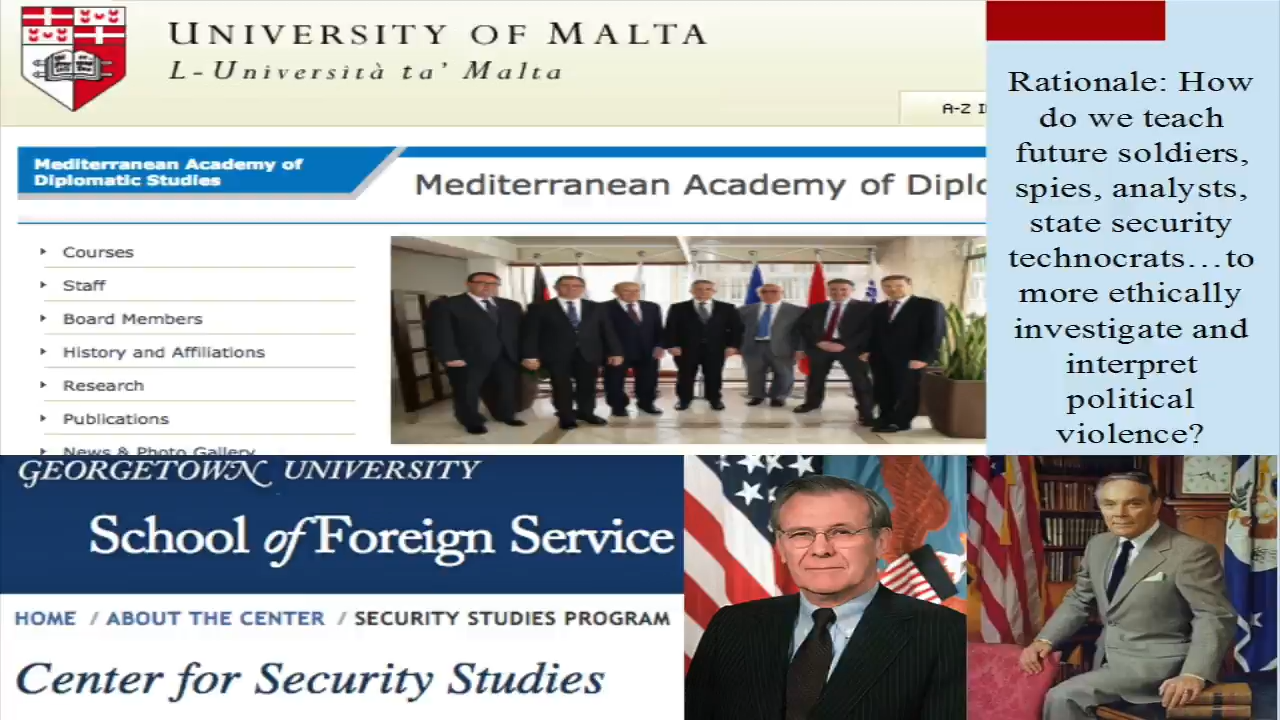 UNIVERSITY OF MALTA
L-Università ta' Malta
A-Z I
Mediterranean Academy of
Diplomatic Studies
Mediterranean Academy of Diplo
Courses
Staff
Board Members
History and Affiliations
Research
Publications
News & Photo Gallery
Rationale: How
do we teach
future soldiers,
spies, analysts,
state security
technocrats…to
more ethically
investigate and
interpret
political
violence?
GEORGETOWN UNIVERSITY
School of Foreign Service
HOME / ABOUT THE CENTER / SECURITY STUDIES PROGRAM
Center for Security Studies